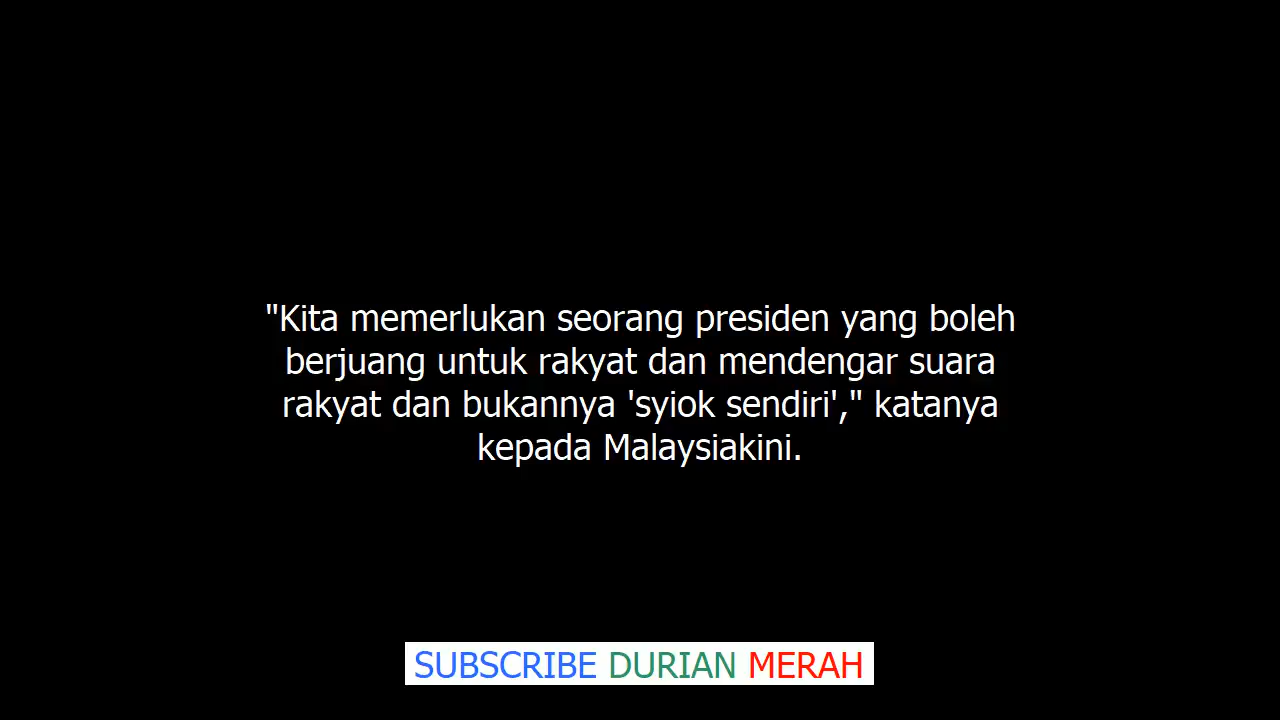 "Kita memerlukan seorang presiden yang boleh
berjuang untuk rakyat dan mendengar suara
rakyat dan bukannya 'syiok sendiri'," katanya
kepada Malaysiakini.
SUBSCRIBE DURIAN MERAH